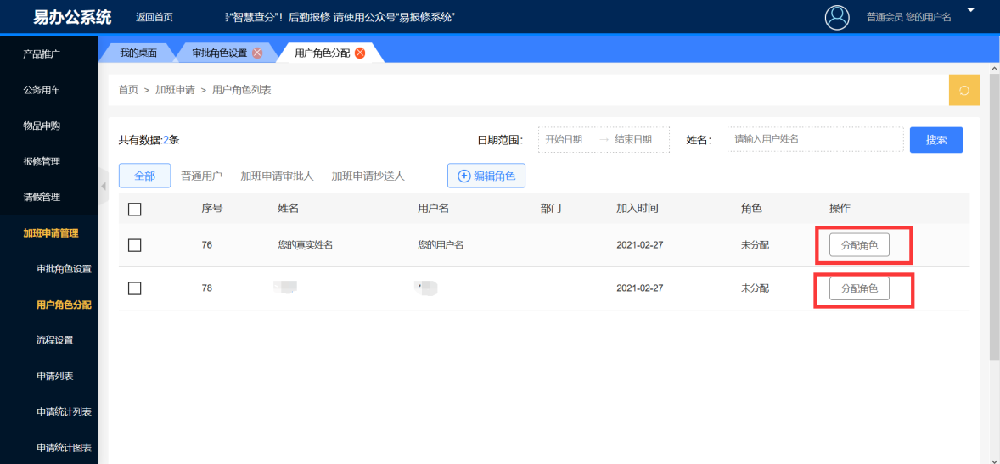 易办公系统 返回首页 “智慧查分”！后勤报修 请使用公众号“易报修系统” 普通会员 您的用户名
产品推广
公务用车
物品申购
报修管理
请假管理
加班申请管理
审批角色设置
用户角色分配
流程设置
申请列表
申请统计列表
申请统计图表
我的桌面 审批角色设置 用户角色分配
首页 > 加班申请 > 用户角色列表
共有数据:2条 日期范围： 开始日期 → 结束日期 姓名： 请输入用户姓名 搜索
全部 普通用户 加班申请审批人 加班申请抄送人 编辑角色
序号 姓名 用户名 部门 加入时间 角色 操作
76 您的真实姓名 您的用户名 2021-02-27 未分配 分配角色
78 2021-02-27 未分配 分配角色